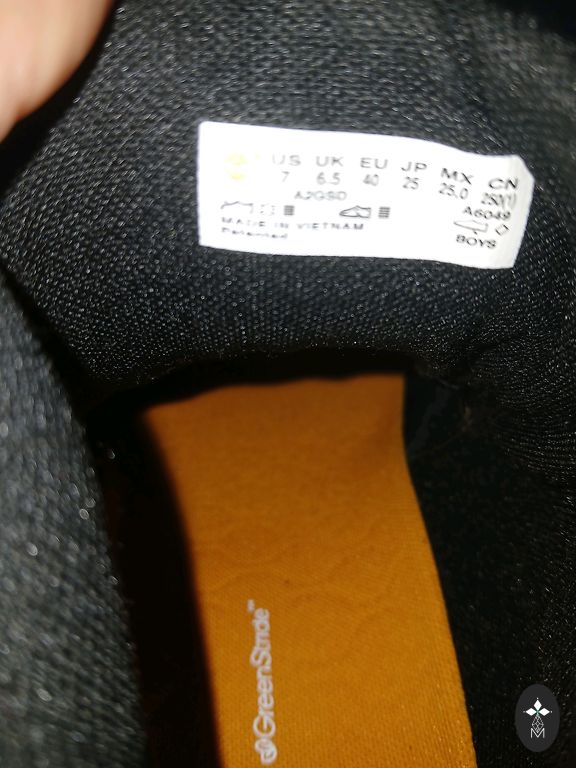 US UK EU JP MX CN
7 6.5 40 25 25.0 250(1)
A2GSD A6049
MADE IN VIETNAM
Patented
BOYS
GreenStride™
M